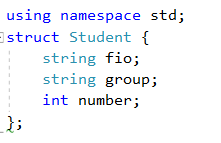 using namespace std;
struct Student {
string fio;
string group;
int number;
};